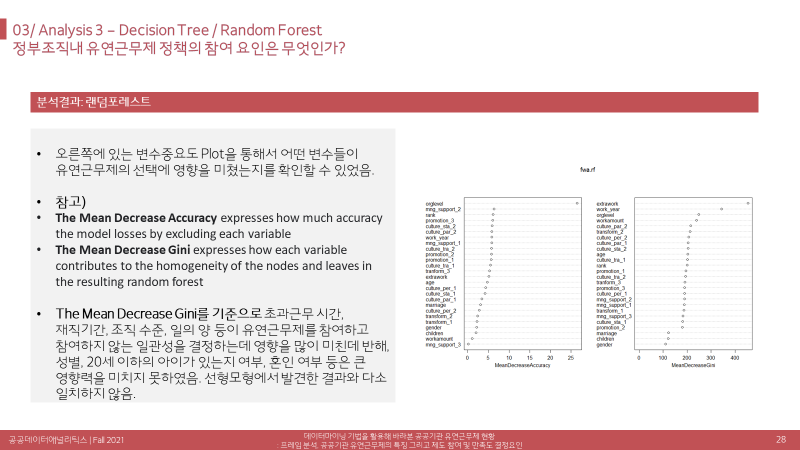 03/ Analysis 3 – Decision Tree / Random Forest
정부조직내 유연근무제 정책의 참여 요인은 무엇인가?
분석결과: 랜덤포레스트
• 오른쪽에 있는 변수중요도 Plot을 통해서 어떤 변수들이
유연근무제의 선택에 영향을 미쳤는지를 확인할 수 있었음.
• 참고)
• The Mean Decrease Accuracy expresses how much accuracy
the model losses by excluding each variable
• The Mean Decrease Gini expresses how each variable
contributes to the homogeneity of the nodes and leaves in
the resulting random forest
• The Mean Decrease Gini를 기준으로 초과근무 시간,
재직기간, 조직 수준, 일의 양 등이 유연근무제를 참여하고
참여하지 않는 일관성을 결정하는데 영향을 많이 미친데 반해,
성별, 20세 이하의 아이가 있는지 여부, 혼인 여부 등은 큰
영향력을 미치지 못하였음. 선형모형에서 발견한 결과와 다소
일치하지 않음.
fwa.rf
orglevel
mng_support_2
rank
promotion_3
culture_sta_2
culture_par_2
work_year
mng_support_1
culture_tra_2
promotion_2
promotion_1
culture_tra_1
tranform_3
extrawork
age
culture_per_1
culture_sta_1
culture_par_1
marriage
culture_per_2
transform_2
transform_1
gender
children
workamount
mng_support_3
0 5 10 15 20 25
MeanDecreaseAccuracy
extrawork
work_year
orglevel
workamount
culture_par_2
transform_2
culture_per_2
culture_par_1
culture_sta_2
age
culture_tra_1
rank
promotion_1
culture_tra_2
tranform_3
promotion_3
culture_per_1
mng_support_2
mng_support_1
transform_1
mng_support_3
culture_sta_1
promotion_2
marriage
children
gender
0 100 200 300 400
MeanDecreaseGini
공공데이터애널리틱스 | Fall 2021
데이터마이닝 기법을 활용해 바라본 공공기관 유연근무제 현황
: 프레임 분석, 공공기관 유연근무제의 특징 그리고 제도 참여 및 만족도 결정요인
28